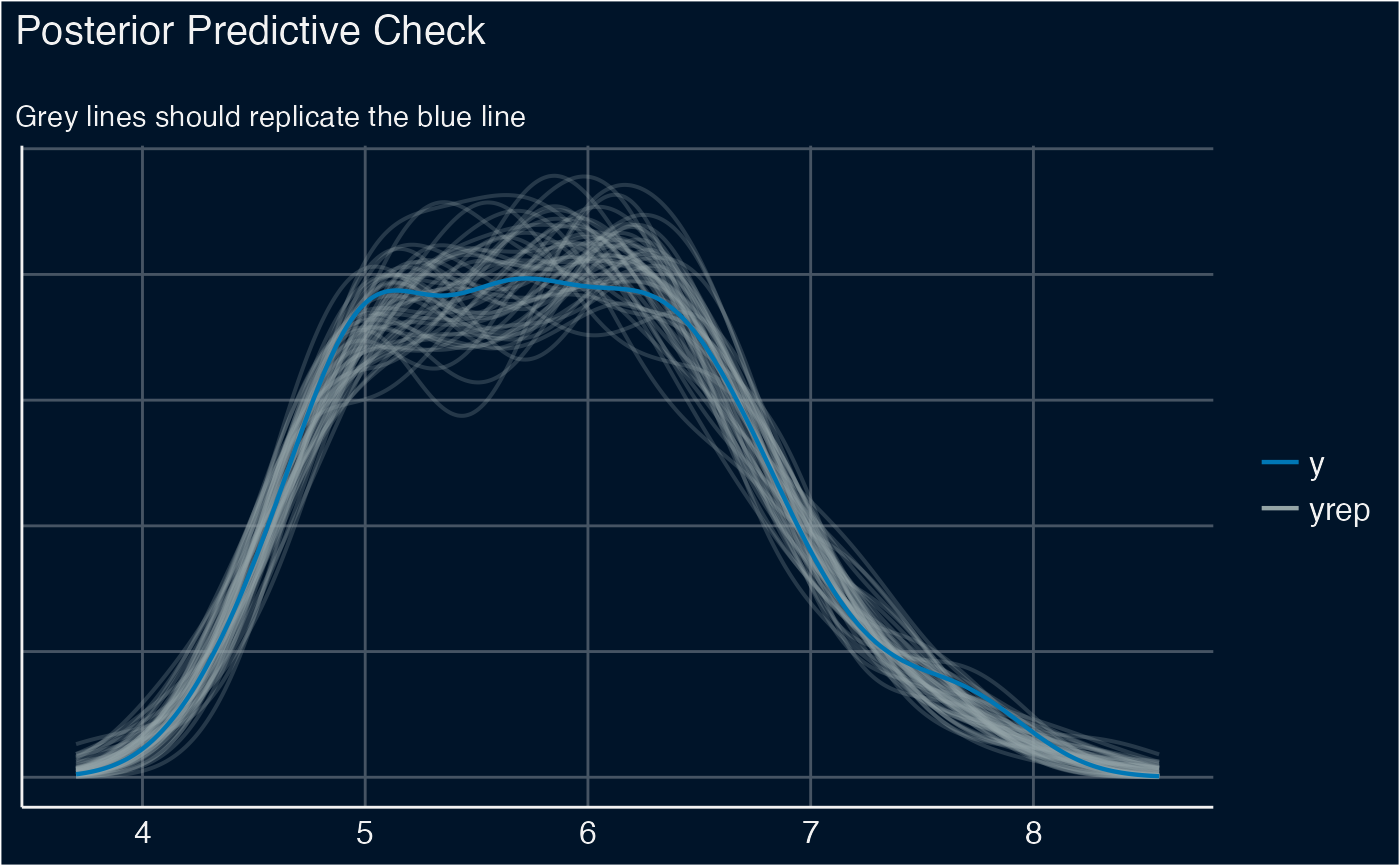 Posterior Predictive Check
Grey lines should replicate the blue line
y
yrep
4 5 6 7 8